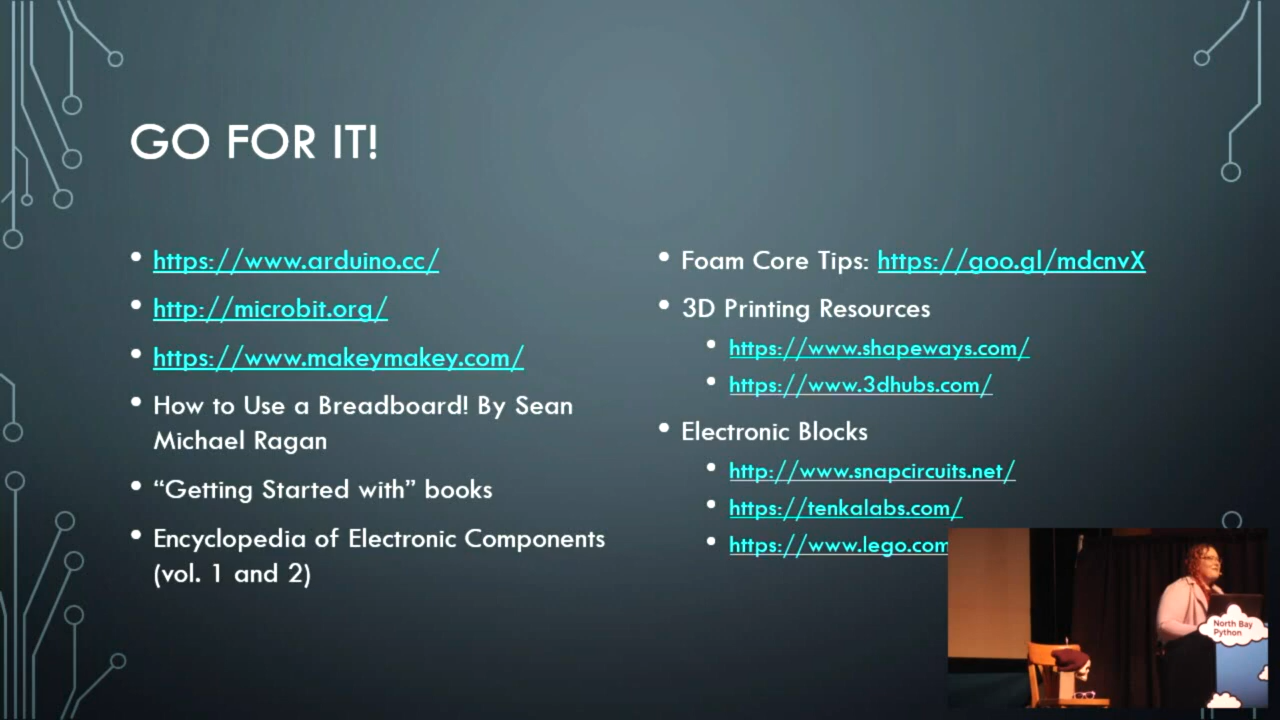 GO FOR IT!
https://www.arduino.cc/
http://microbit.org/
https://www.makeymakey.com/
How to Use a Breadboard! By Sean
Michael Ragan
“Getting Started with” books
Encyclopedia of Electronic Components
(vol. 1 and 2)
Foam Core Tips: https://goo.gl/mdcnvX
3D Printing Resources
https://www.shapeways.com/
https://www.3dhubs.com/
Electronic Blocks
http://www.snapcircuits.net/
https://tenkalabs.com/
https://www.lego.com
North Bay
Python